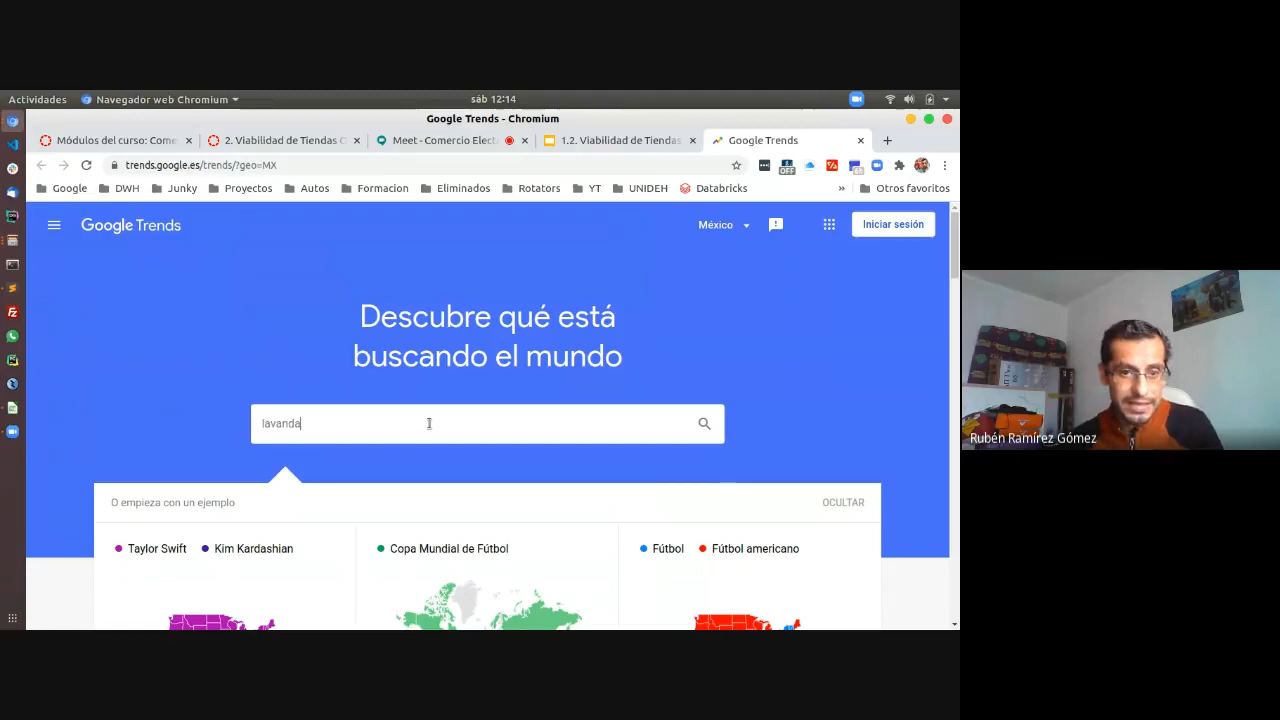 Actividades
Navegador web Chromium
sáb 12:14
Google Trends - Chromium
Módulos del curso: Come
2. Viabilidad de Tiendas C
Meet - Comercio Elect
1.2. Viabilidad de Tiendas
Google Trends
trends.google.es/trends/?geo=MX
OFF
Google
DWH
Junky
Proyectos
Autos
Formacion
Eliminados
Rotators
YT
UNIDEH
Databricks
»
Otros favoritos
Google Trends
México
Iniciar sesión
Descubre qué está
buscando el mundo
lavanda
O empieza con un ejemplo
OCULTAR
Taylor Swift
Kim Kardashian
Copa Mundial de Fútbol
Fútbol
Fútbol americano
Rubén Ramírez Gómez